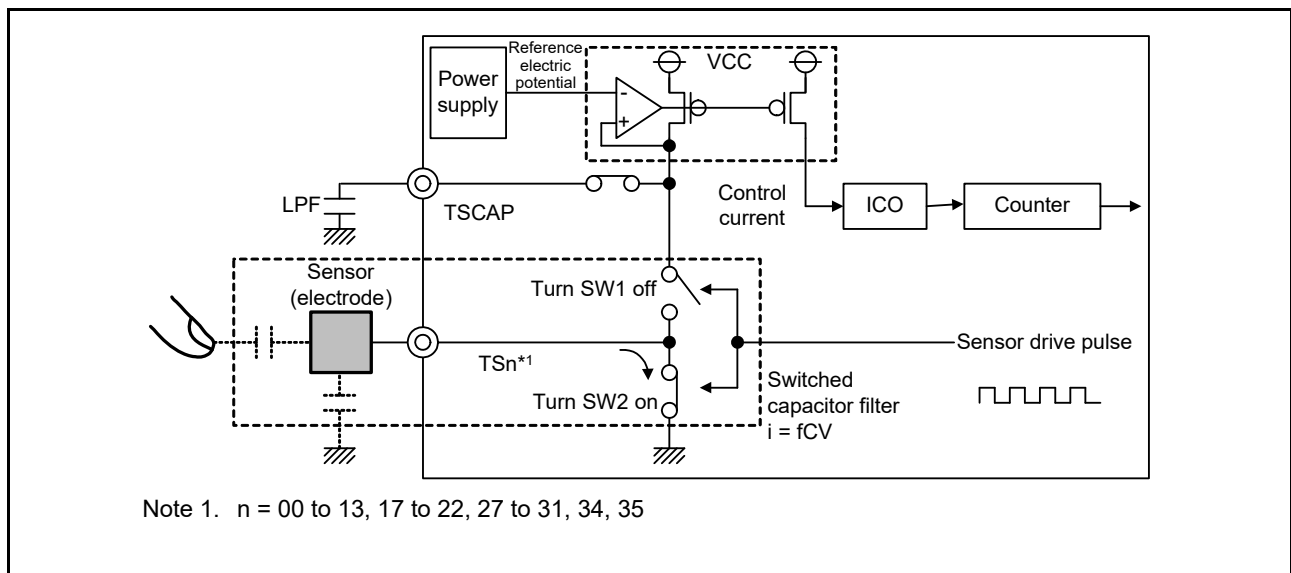 Power
supply
Reference
electric
potential
VCC
-
+
LPF
TSCAP
Control
current
ICO
Counter
Sensor
(electrode)
Turn SW1 off
TSn*1
Turn SW2 on
Sensor drive pulse
Switched
capacitor filter
i = fCV
Note 1. n = 00 to 13, 17 to 22, 27 to 31, 34, 35